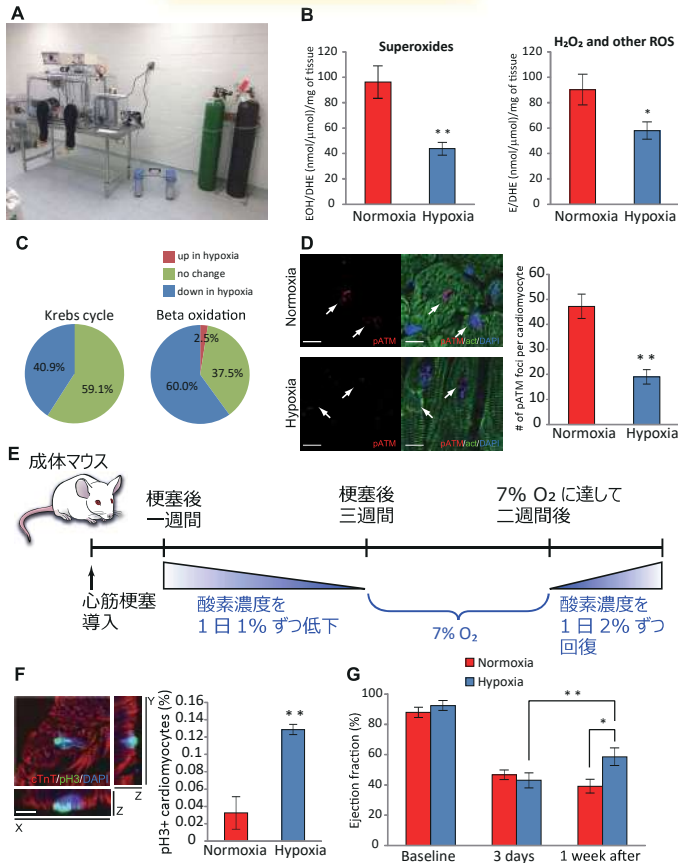 A
B
Superoxides
EOH/DHE (nmol/μmol)/mg of tissue
120
100
80
60
40
20
0
**
Normoxia Hypoxia
H₂O₂ and other ROS
E/DHE (nmol/μmol)/mg of tissue
120
100
80
60
40
20
0
*
Normoxia Hypoxia
C
up in hypoxia
no change
down in hypoxia
Krebs cycle
40.9%
59.1%
Beta oxidation
2.5%
37.5%
60.0%
D
Normoxia
pATM
pATM/act/DAPI
Hypoxia
pATM
pATM/act/DAPI
# of pATM foci per cardiomyocyte
60
50
40
30
20
10
0
**
Normoxia Hypoxia
E
成体マウス
梗塞後
一週間
梗塞後
三週間
7% O₂ に達して
二週間後
心筋梗塞
導入
酸素濃度を
1日1% ずつ低下
7% O₂
酸素濃度を
1日2% ずつ
回復
F
cTnT/pH3/DAPI
Y
Z
Z
X
pH3+ cardiomyocytes (%)
0.16
0.14
0.12
0.1
0.08
0.06
0.04
0.02
0
**
Normoxia Hypoxia
G
Normoxia
Hypoxia
Ejection fraction (%)
100
80
60
40
20
0
**
*
Baseline 3 days 1 week after